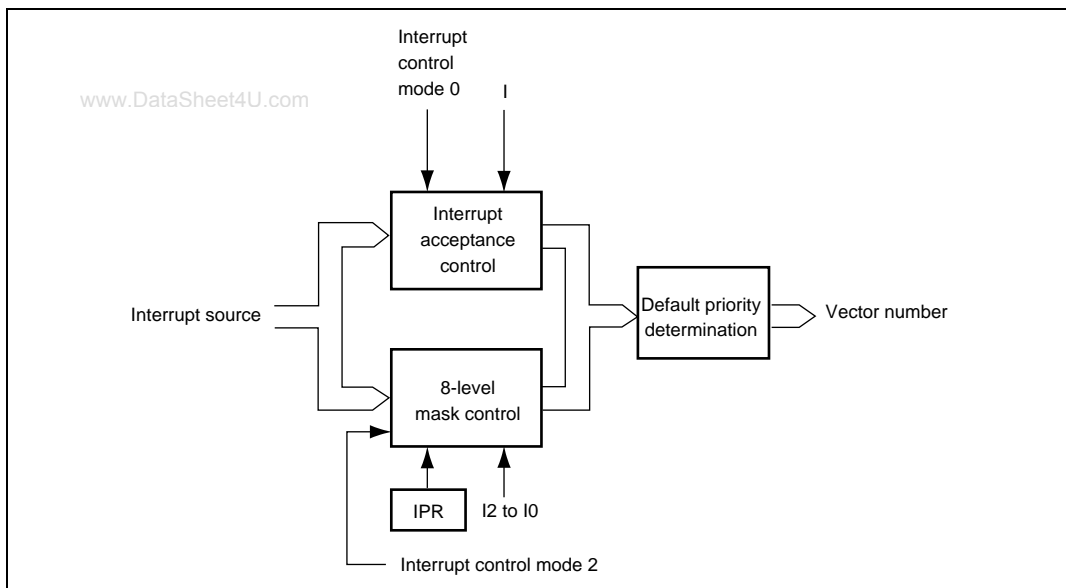 Interrupt
control
mode 0
I
www.DataSheet4U.com
Interrupt
acceptance
control
Interrupt source
Default priority
determination
Vector number
8-level
mask control
IPR
I2 to I0
Interrupt control mode 2